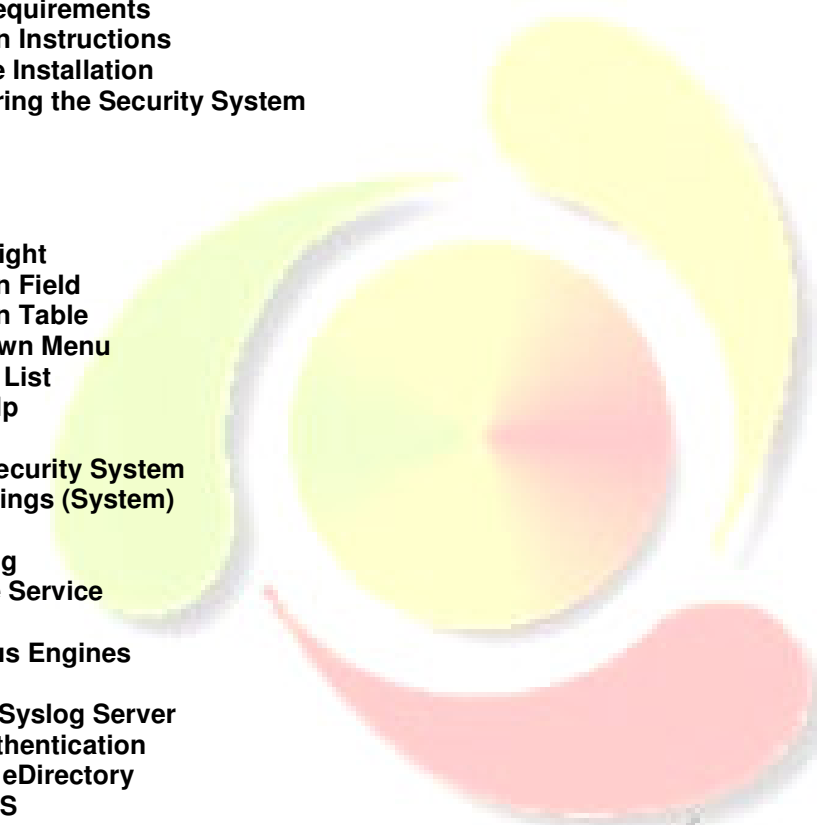 equirements
n Instructions
e Installation
ring the Security System
ight
n Field
n Table
wn Menu
List
lp
ecurity System
ings (System)
g
e Service
us Engines
Syslog Server
thentication
eDirectory
S